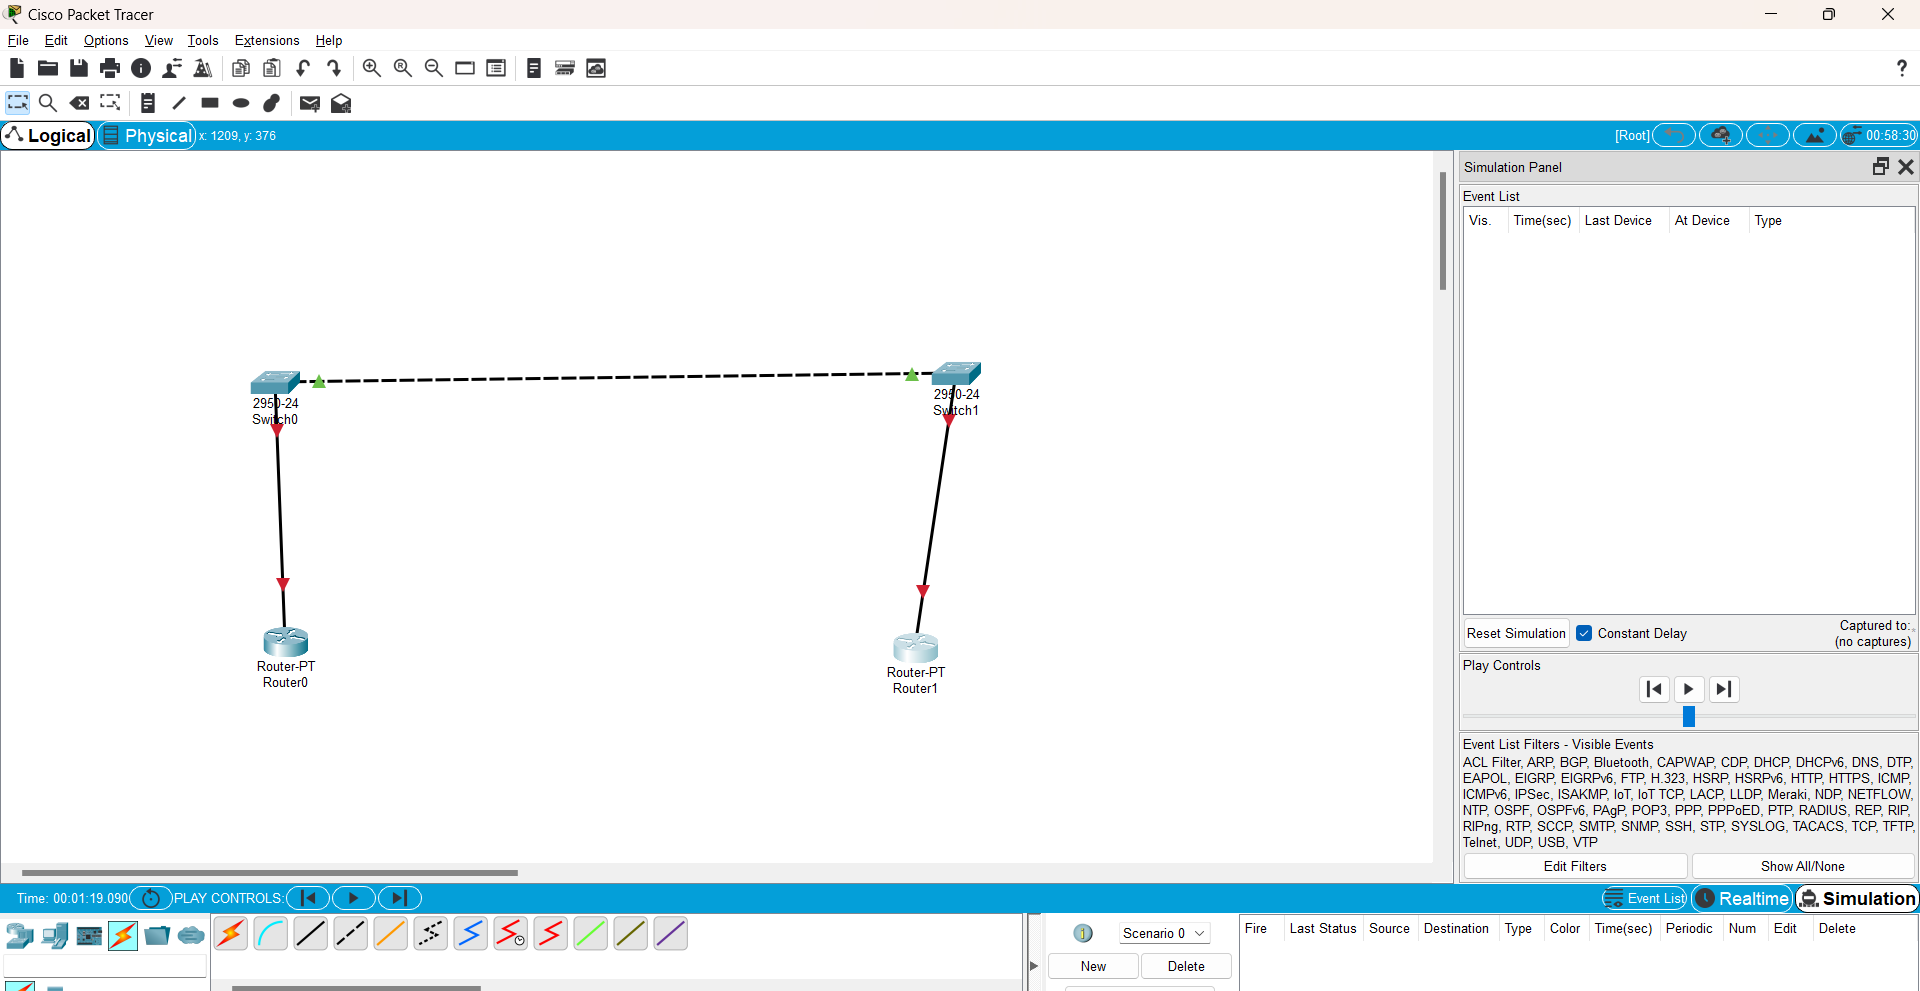 Cisco Packet Tracer
File Edit Options View Tools Extensions Help
?
Logical Physical x: 1209, y: 376 [Root] 00:58:30
Simulation Panel
Event List
Vis. Time(sec) Last Device At Device Type
2950-24
Switch0
2950-24
Switch1
Router-PT
Router0
Router-PT
Router1
Reset Simulation Constant Delay Captured to:
(no captures)
Play Controls
Event List Filters - Visible Events
ACL Filter, ARP, BGP, Bluetooth, CAPWAP, CDP, DHCP, DHCPv6, DNS, DTP,
EAPOL, EIGRP, EIGRPv6, FTP, H.323, HSRP, HSRPv6, HTTP, HTTPS, ICMP,
ICMPv6, IPSec, ISAKMP, IoT, IoT TCP, LACP, LLDP, Meraki, NDP, NETFLOW,
NTP, OSPF, OSPFv6, PAgP, POP3, PPP, PPPoED, PTP, RADIUS, REP, RIP,
RIPng, RTP, SCCP, SMTP, SNMP, SSH, STP, SYSLOG, TACACS, TCP, TFTP,
Telnet, UDP, USB, VTP
Edit Filters Show All/None
Time: 00:01:19.090 PLAY CONTROLS: Event List Realtime Simulation
1 Scenario 0
New Delete
Fire Last Status Source Destination Type Color Time(sec) Periodic Num Edit Delete